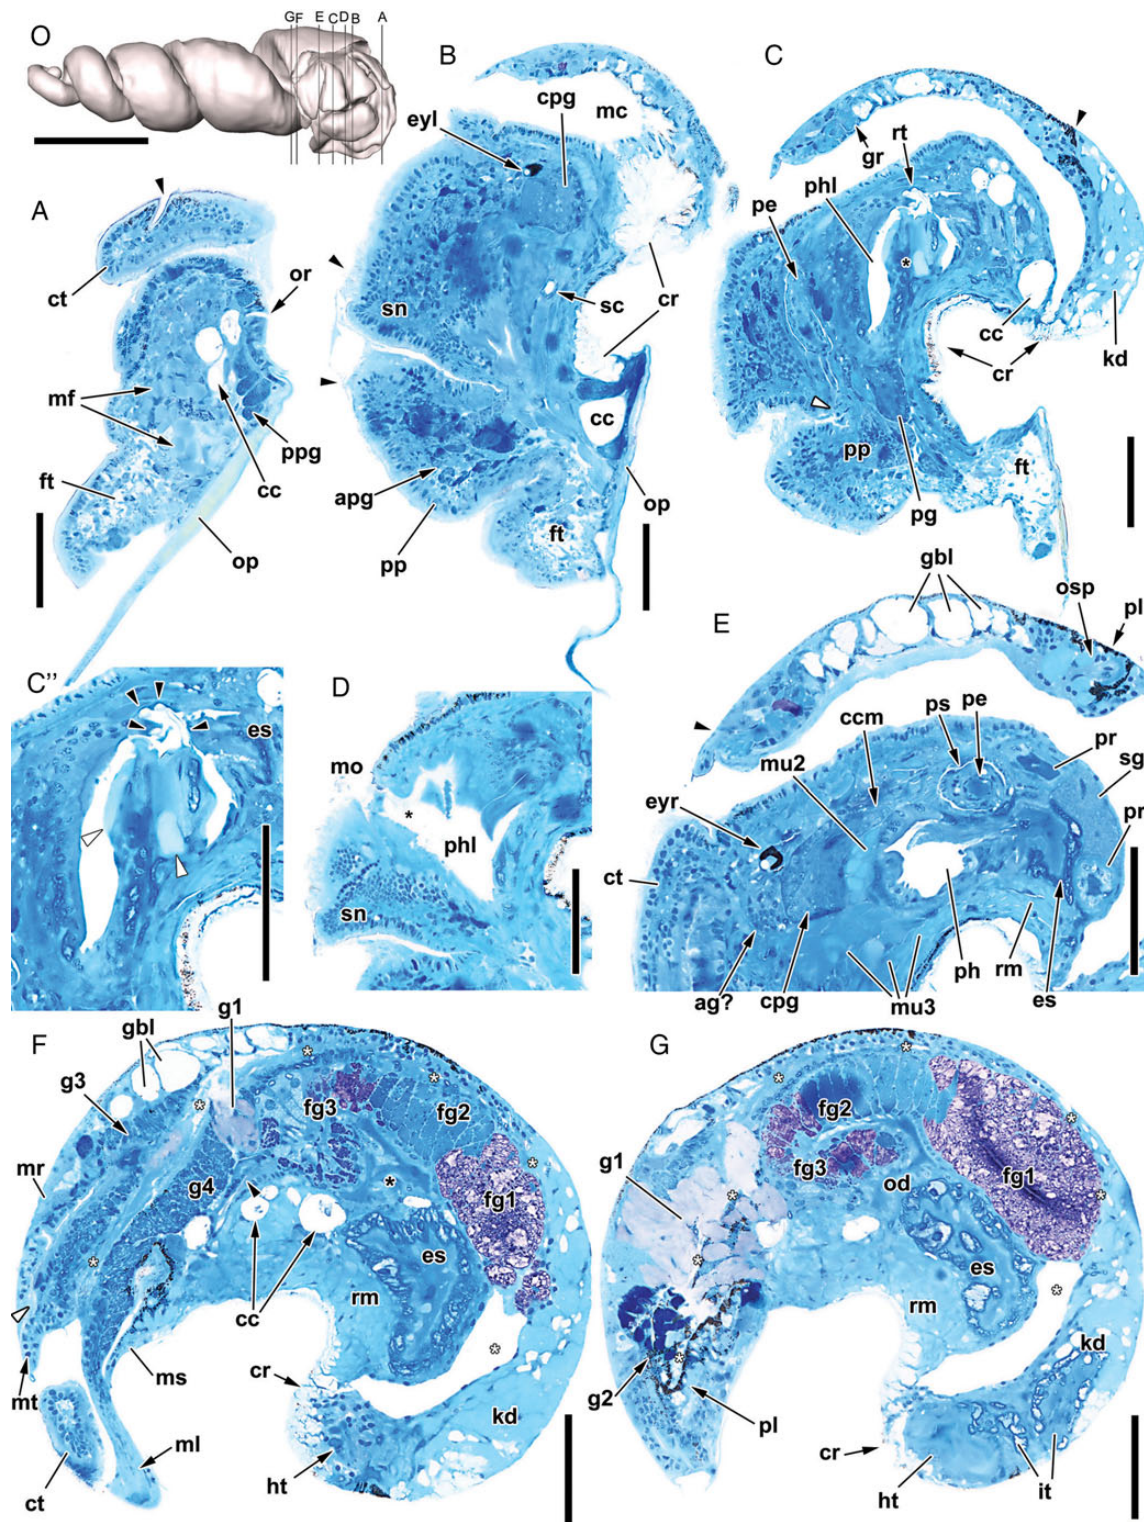 O
G F E C D B A
A
ct
or
mf
ppg
ft
cc
op
B
cpg
mc
eyl
sn
sc
cr
cc
apg
pp
ft
op
C
gr
rt
phl
pe
*
cc
cr
kd
pp
pg
ft
C''
es
D
mo
*
phl
sn
E
gbl
osp
pl
ccm
ps
pe
pr
mu2
sg
eyr
pr
ct
ag?
cpg
mu3
ph
rm
es
F
gbl
g1
g3
*
*
*
fg3
fg2
mr
g4
*
fg1
*
*
es
cc
rm
*
mt
ms
cr
kd
ct
ml
ht
G
*
*
fg2
*
g1
fg3
od
fg1
*
*
*
es
*
rm
*
kd
g2
pl
cr
ht
it